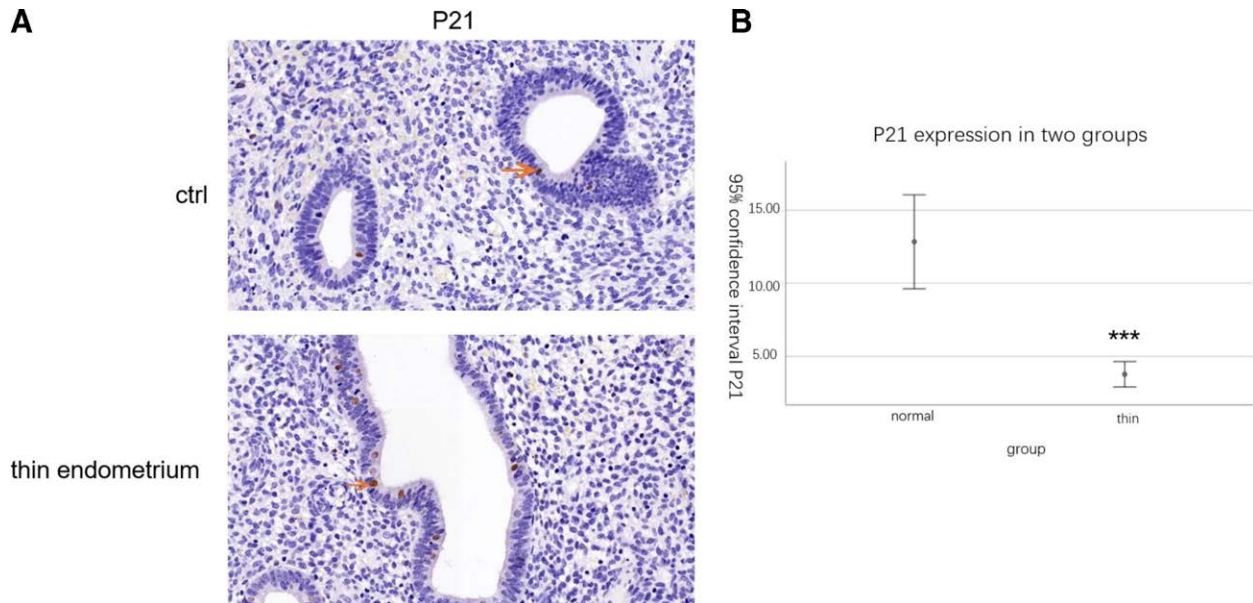 A
P21
ctrl
thin endometrium
B
P21 expression in two groups
95% confidence interval P21
15.00
10.00
5.00
***
normal
thin
group